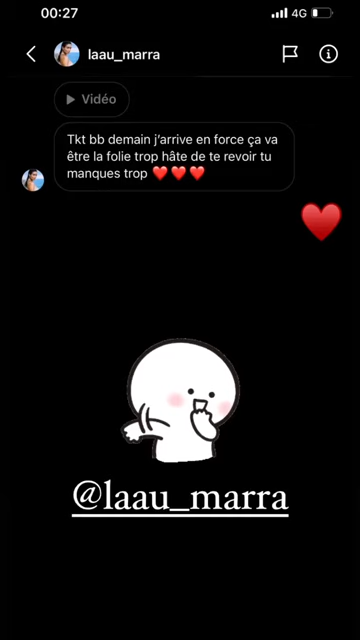 00:27
4G
laau_marra
Vidéo
Tkt bb demain j'arrive en force ça va
être la folie trop hâte de te revoir tu
manques trop ❤️❤️❤️
@laau_marra